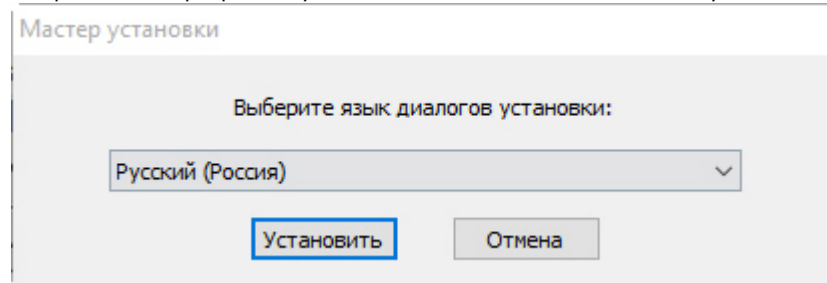 Мастер установки
Выберите язык диалогов установки:
Русский (Россия)
Установить
Отмена